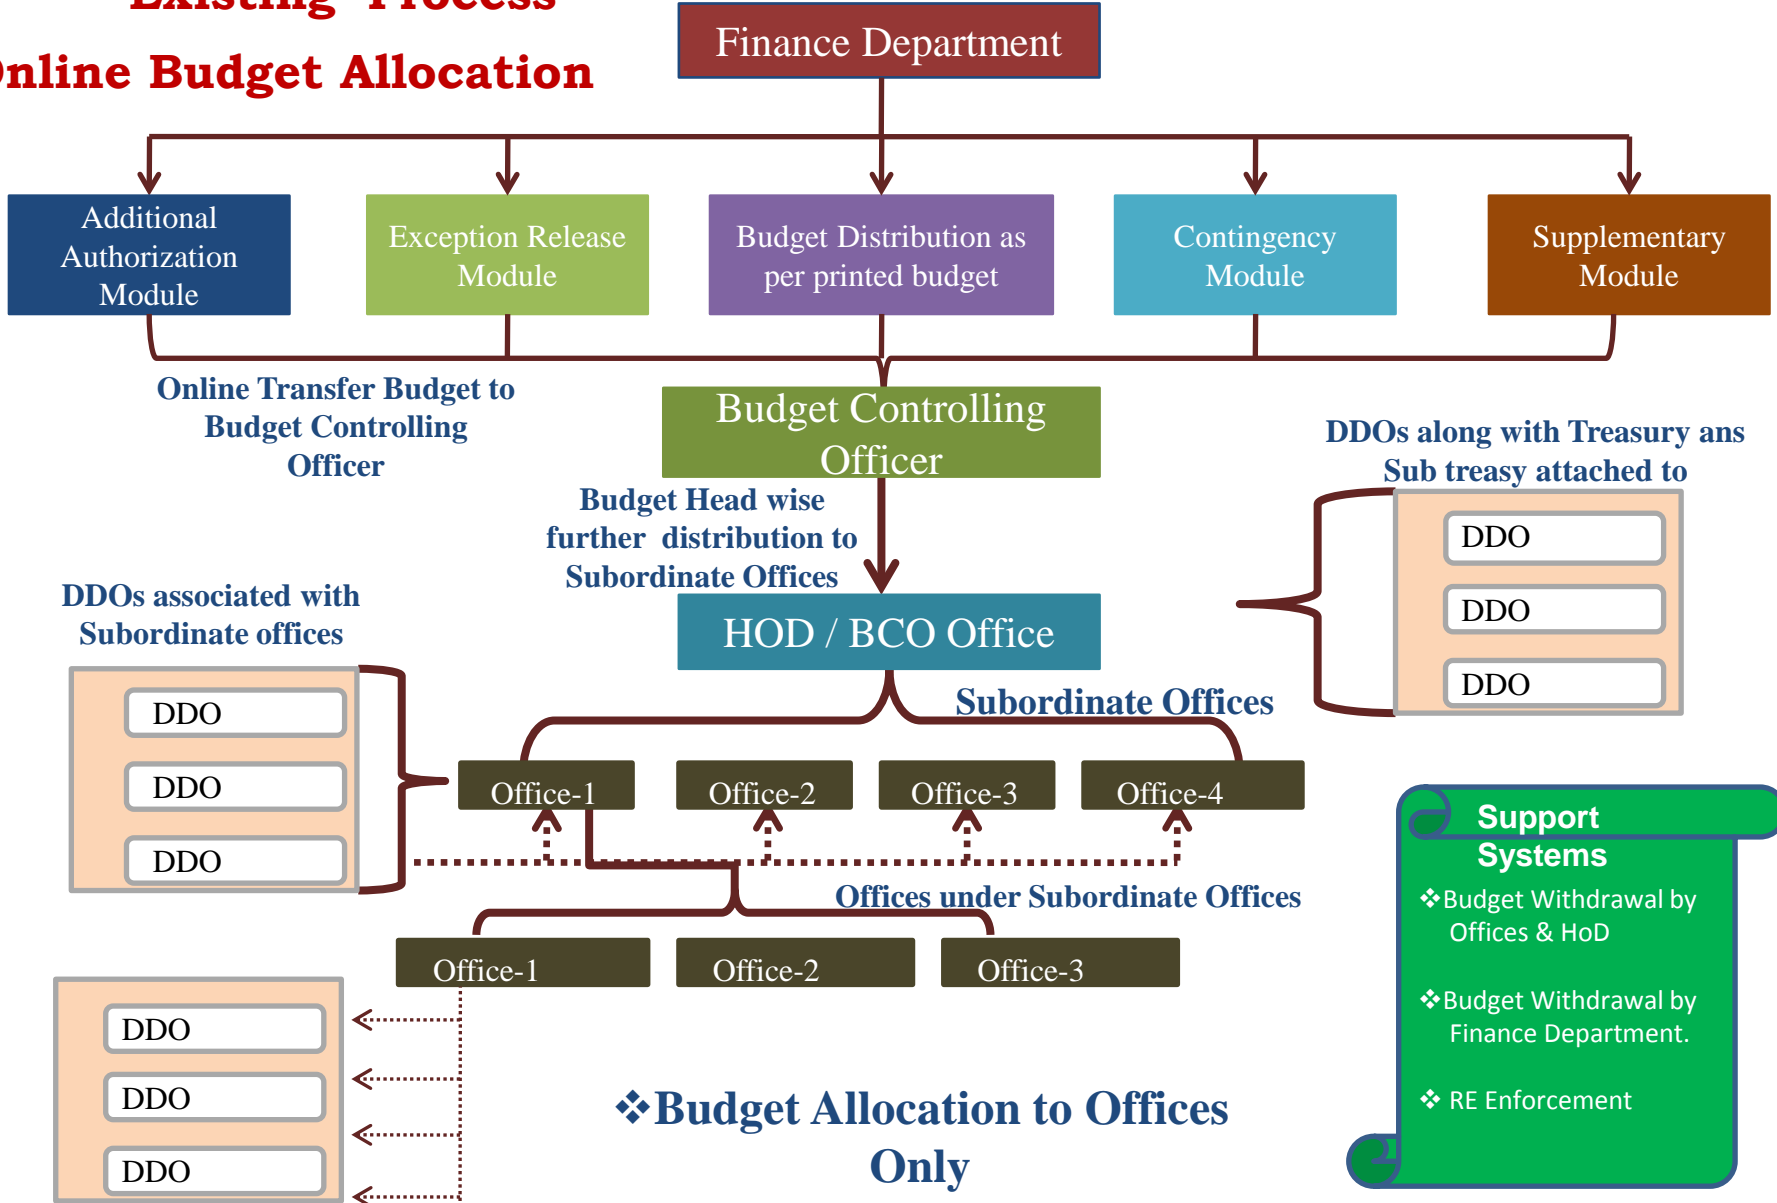 Existing Process
Online Budget Allocation
Finance Department
Additional
Authorization
Module
Exception Release
Module
Budget Distribution as
per printed budget
Contingency
Module
Supplementary
Module
Online Transfer Budget to
Budget Controlling
Officer
Budget Controlling
Officer
DDOs along with Treasury ans
Sub treasy attached to
DDO
DDO
DDO
Budget Head wise
further distribution to
Subordinate Offices
DDOs associated with
Subordinate offices
HOD / BCO Office
DDO
DDO
DDO
Subordinate Offices
Office-1
Office-2
Office-3
Office-4
Offices under Subordinate Offices
Office-1
Office-2
Office-3
DDO
DDO
DDO
❖Budget Allocation to Offices
Only
Support
Systems
❖Budget Withdrawal by
Offices & HoD
❖Budget Withdrawal by
Finance Department.
❖ RE Enforcement